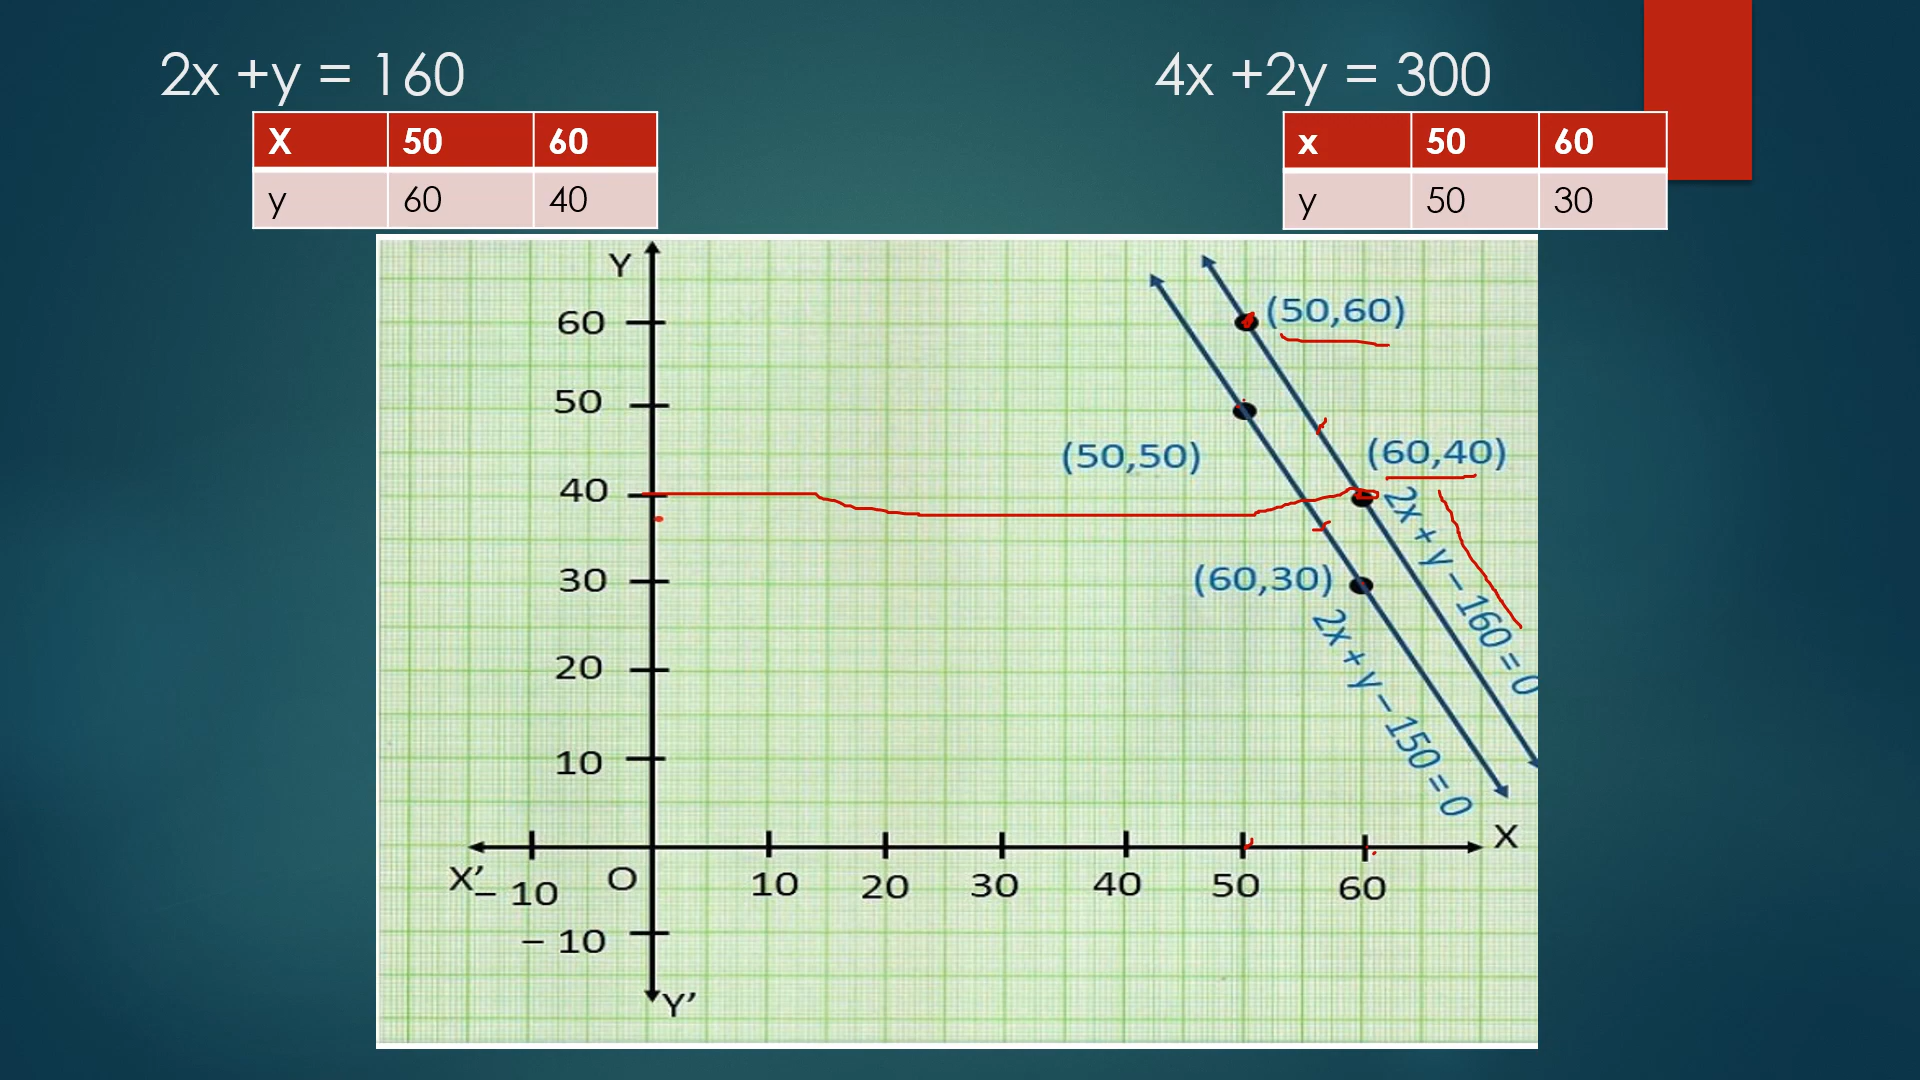 2x +y = 160
4x +2y = 300
X 50 60
y 60 40
x 50 60
y 50 30
Y
60
(50,60)
50
(50,50)
(60,40)
40
2x + y – 160 = 0
30
(60,30)
2x + y – 150 = 0
20
10
X
X’
– 10
O
10 20 30 40 50 60
– 10
Y’